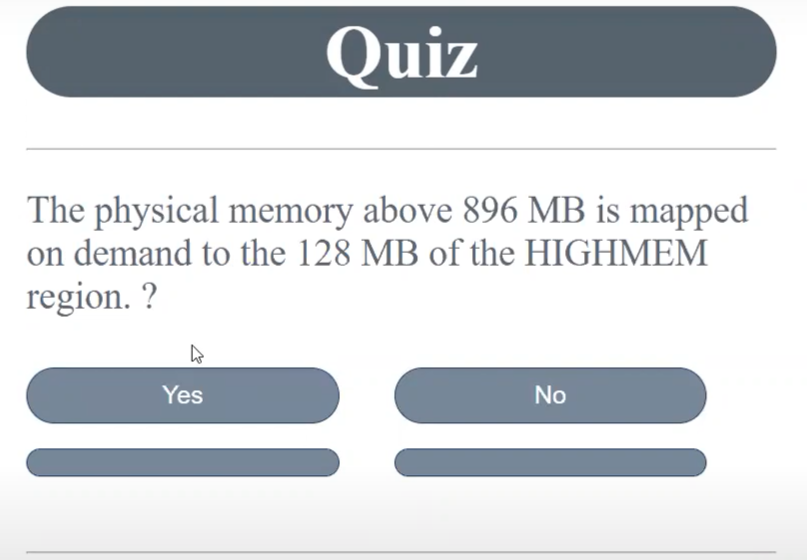 Quiz
The physical memory above 896 MB is mapped
on demand to the 128 MB of the HIGHMEM
region. ?
Yes
No